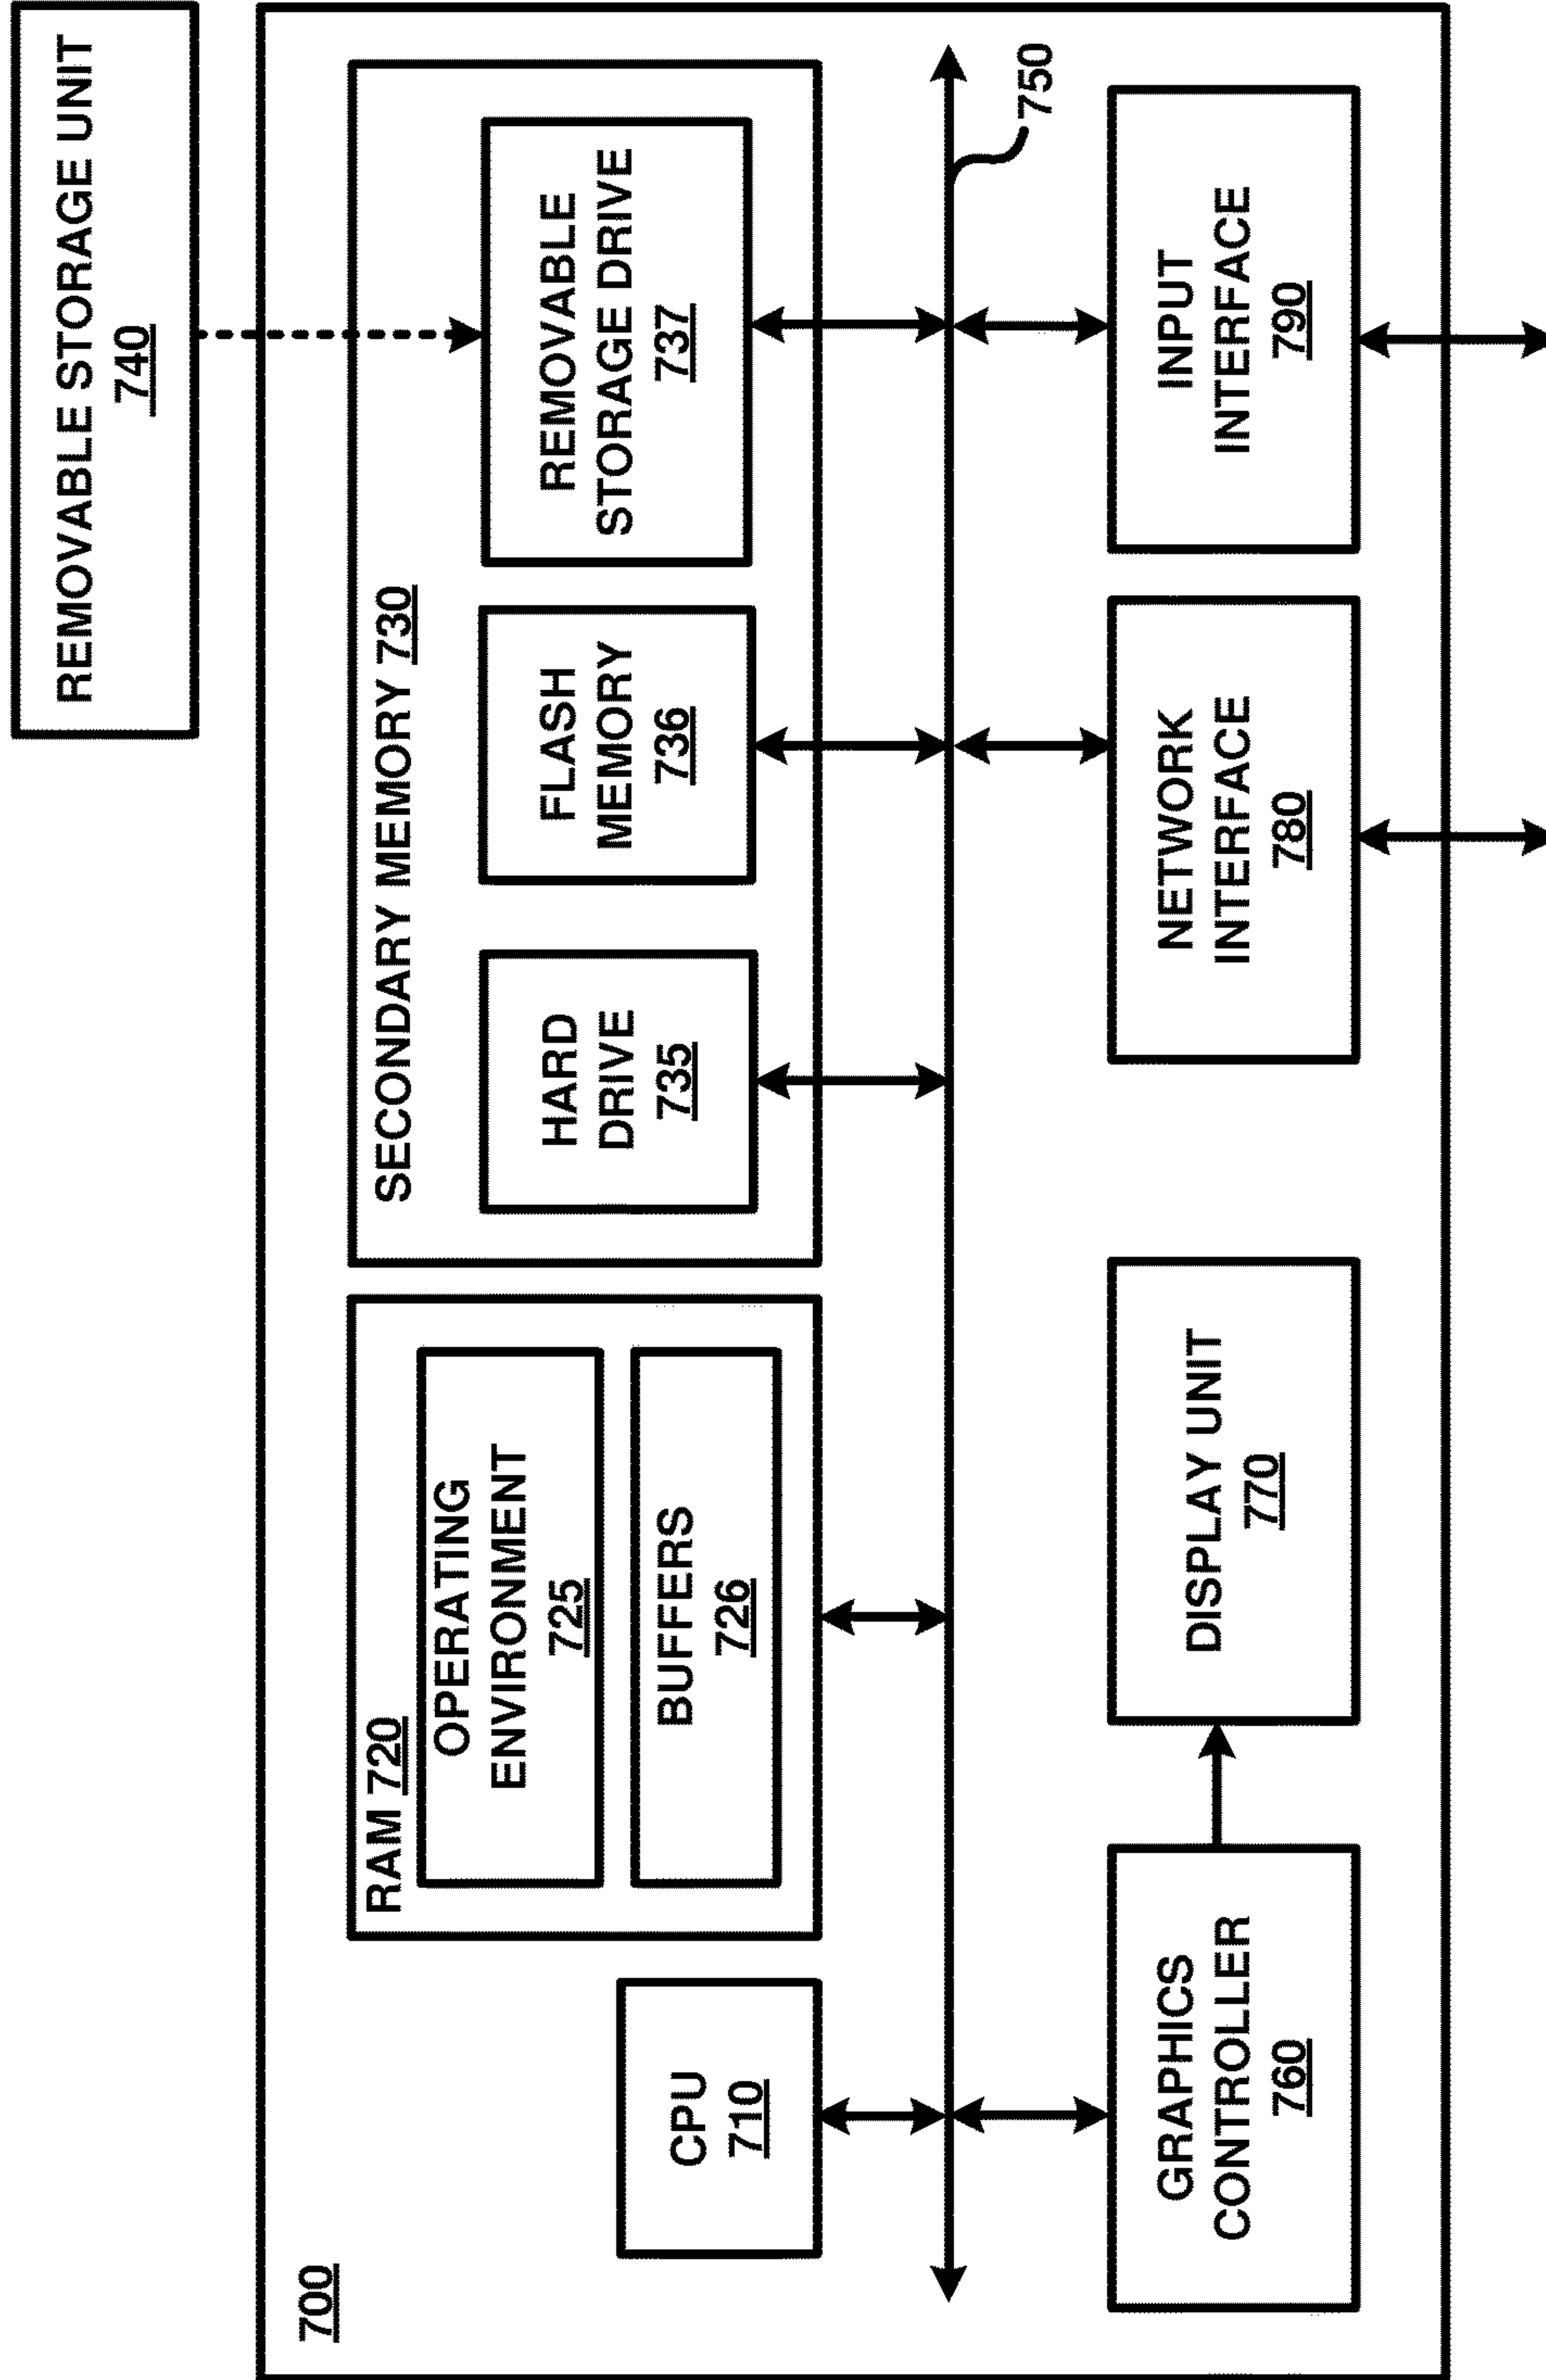 REMOVABLE STORAGE UNIT
740
700
RAM 720
OPERATING
ENVIRONMENT
725
BUFFERS
726
CPU
710
SECONDARY MEMORY 730
HARD
DRIVE
735
FLASH
MEMORY
736
REMOVABLE
STORAGE DRIVE
737
750
GRAPHICS
CONTROLLER
760
DISPLAY UNIT
770
NETWORK
INTERFACE
780
INPUT
INTERFACE
790